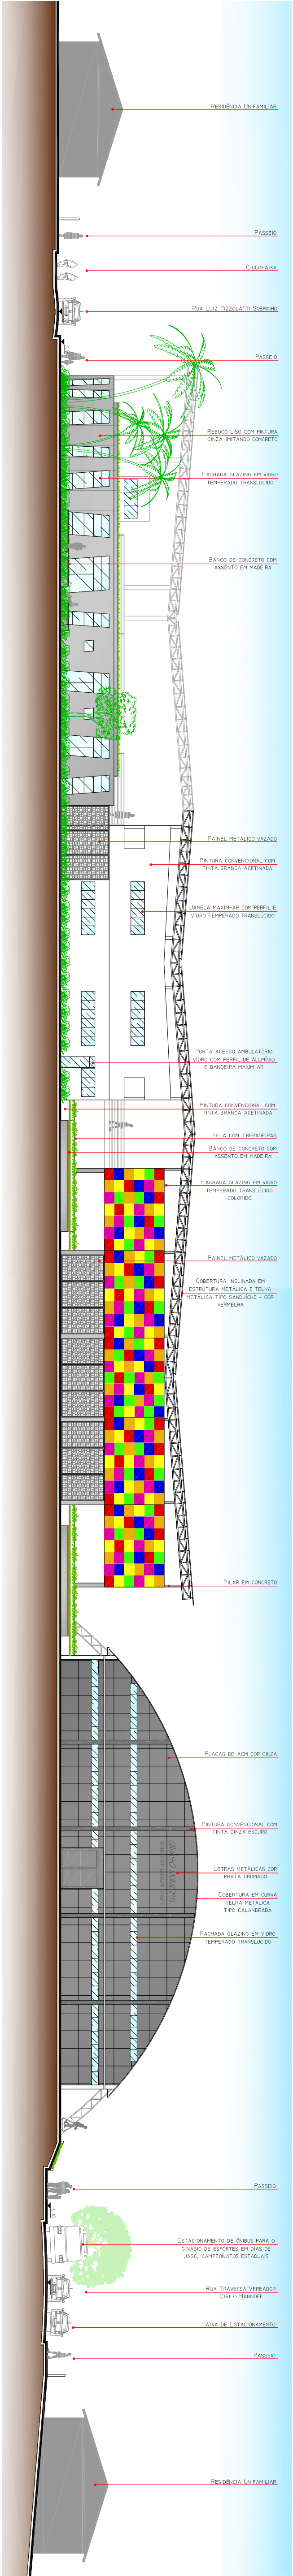 RESIDÊNCIA UNIFAMILIAR
PASSEIO
CICLOFAIXA
RUA LUIZ PIZZOLATTI SOBRINHO
PASSEIO
REBOCO LISO COM PINTURA
CINZA IMITANDO CONCRETO
FACHADA GLAZING EM VIDRO
TEMPERADO TRANSLÚCIDO
BANCO DE CONCRETO COM
ASSENTO EM MADEIRA
PAINEL METÁLICO VAZADO
PINTURA CONVENCIONAL COM
TINTA BRANCA ACETINADA
JANELA MAXIM-AR COM PERFIL E
VIDRO TEMPERADO TRANSLÚCIDO
PORTA ACESSO AMBULATÓRIO
VIDRO COM PERFIL DE ALUMÍNIO
E BANDEIRA MAXIM-AR
PINTURA CONVENCIONAL COM
TINTA BRANCA ACETINADA
TELA COM TREPADEIRAS
BANCO DE CONCRETO COM
ASSENTO EM MADEIRA
FACHADA GLAZING EM VIDRO
TEMPERADO TRANSLÚCIDO
COLORIDO
PAINEL METÁLICO VAZADO
COBERTURA INCLINADA EM
ESTRUTURA METÁLICA E TELHA
METÁLICA TIPO SANDUÍCHE - COR
VERMELHA
PILAR EM CONCRETO
PLACAS DE ACM COR CINZA
PINTURA CONVENCIONAL COM
TINTA CINZA ESCURO
LETRAS METÁLICAS COR
PRATA CROMADO
COBERTURA EM CURVA
TELHA METÁLICA
TIPO CALANDRADA
FACHADA GLAZING EM VIDRO
TEMPERADO TRANSLÚCIDO
PASSEIO
ESTACIONAMENTO DE ÔNIBUS PARA O
GINÁSIO DE ESPORTES EM DIAS DE
JASC, CAMPEONATOS ESTADUAIS
RUA TRAVESSA VEREADOR
CIRILO MANNOFF
FAIXA DE ESTACIONAMENTO
PASSEIO
RESIDÊNCIA UNIFAMILIAR